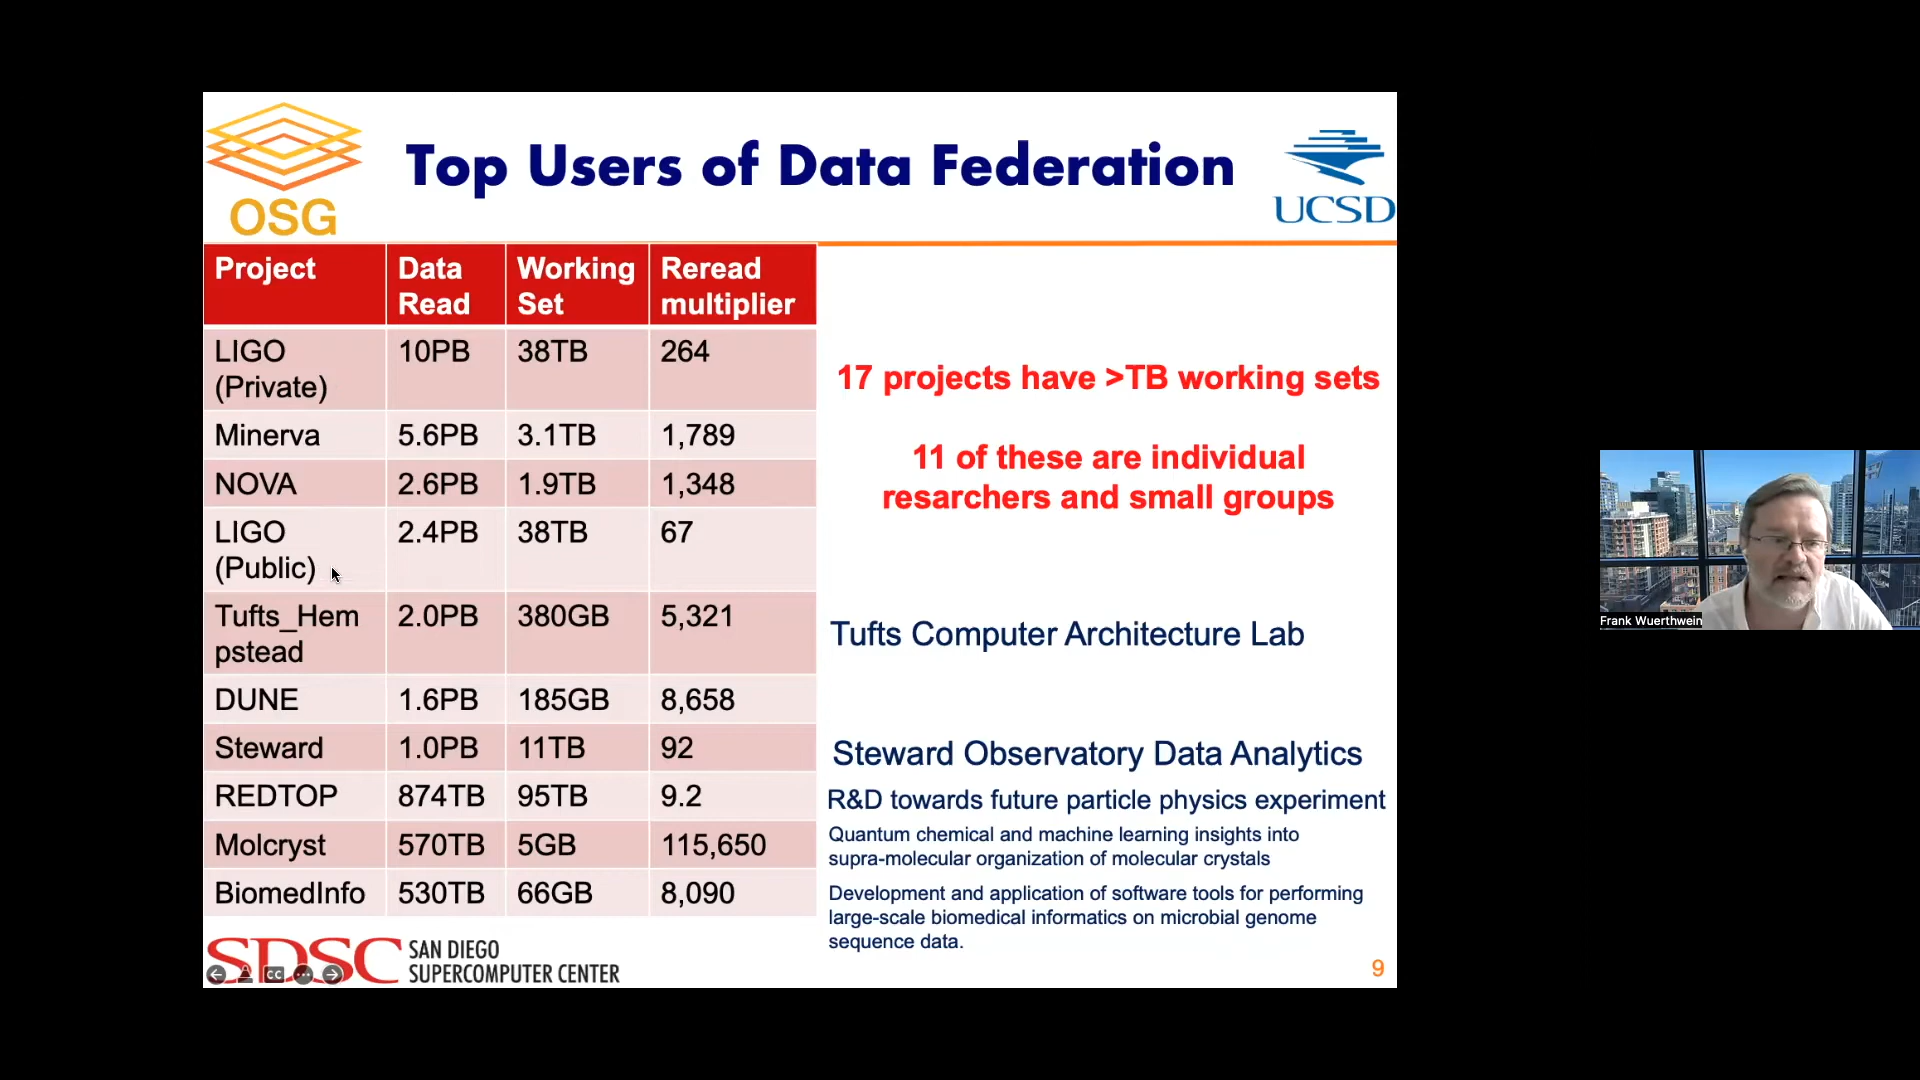 OSG
Top Users of Data Federation
UCSD
Project Data Read Working Set Reread multiplier
LIGO (Private) 10PB 38TB 264
Minerva 5.6PB 3.1TB 1,789
NOVA 2.6PB 1.9TB 1,348
LIGO (Public) 2.4PB 38TB 67
Tufts_Hempstead 2.0PB 380GB 5,321
DUNE 1.6PB 185GB 8,658
Steward 1.0PB 11TB 92
REDTOP 874TB 95TB 9.2
Molcryst 570TB 5GB 115,650
BiomedInfo 530TB 66GB 8,090
17 projects have >TB working sets
11 of these are individual
resarchers and small groups
Tufts Computer Architecture Lab
Steward Observatory Data Analytics
R&D towards future particle physics experiment
Quantum chemical and machine learning insights into
supra-molecular organization of molecular crystals
Development and application of software tools for performing
large-scale biomedical informatics on microbial genome
sequence data.
SDSC SAN DIEGO
SUPERCOMPUTER CENTER
CC
9
Frank Wuerthwein